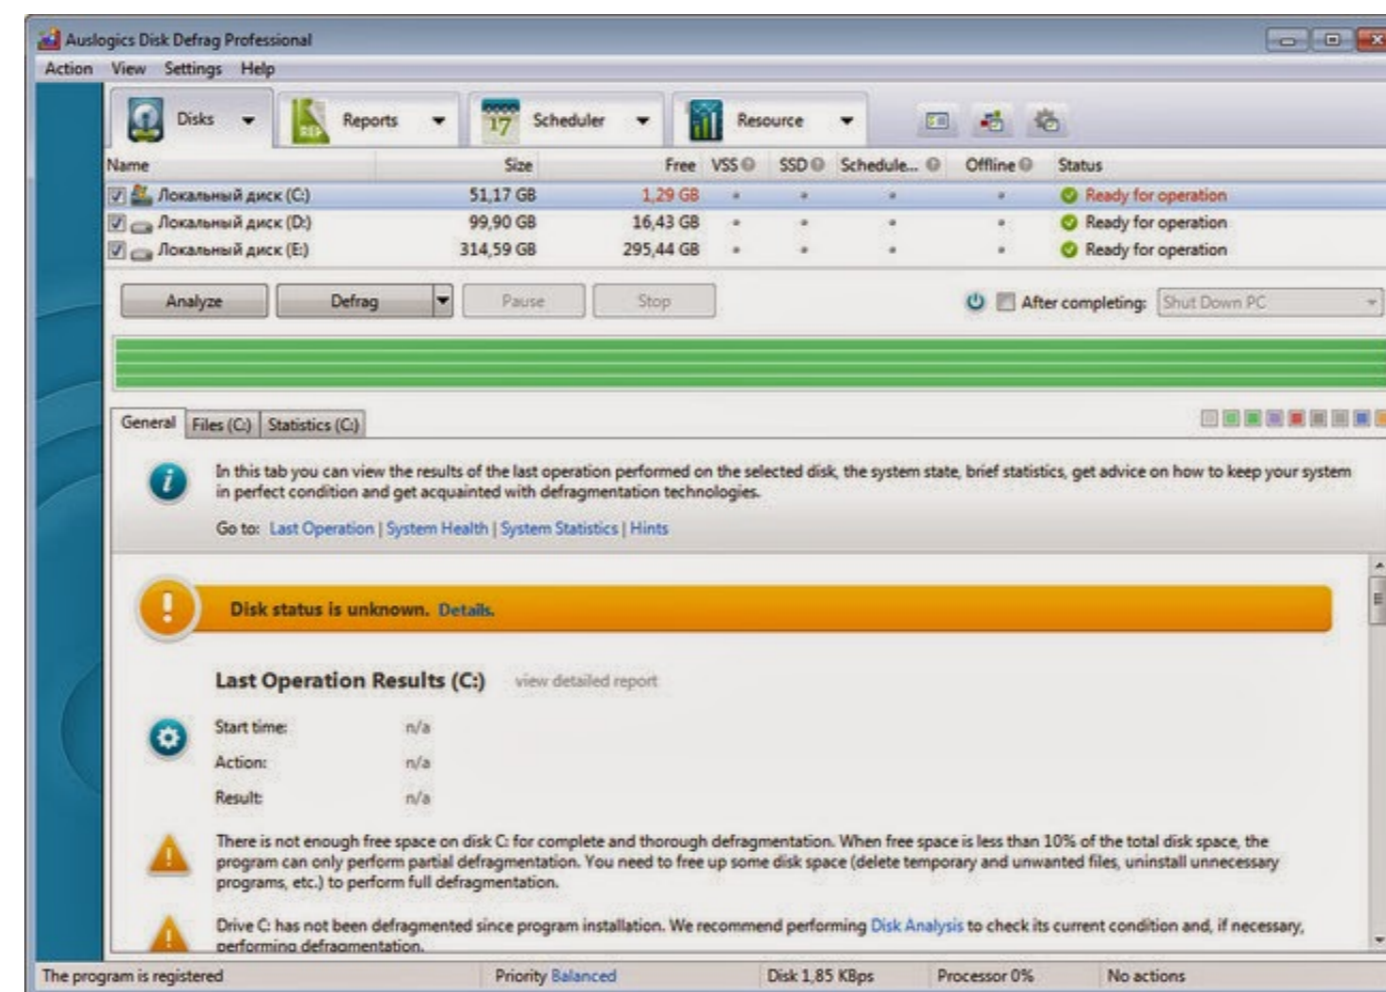 Auslogics Disk Defrag Professional
Action View Settings Help
Disks Reports 17 Scheduler Resource
Name Size Free VSS SSD Schedule... Offline Status
Локальный диск (C:) 51,17 GB 1,29 GB Ready for operation
Локальный диск (D:) 99,90 GB 16,43 GB Ready for operation
Локальный диск (E:) 314,59 GB 295,44 GB Ready for operation
Analyze Defrag Pause Stop After completing: Shut Down PC
General Files (C:) Statistics (C:)
In this tab you can view the results of the last operation performed on the selected disk, the system state, brief statistics, get advice on how to keep your system
in perfect condition and get acquainted with defragmentation technologies.
Go to: Last Operation | System Health | System Statistics | Hints
Disk status is unknown. Details.
Last Operation Results (C:) view detailed report
Start time: n/a
Action: n/a
Result: n/a
There is not enough free space on disk C: for complete and thorough defragmentation. When free space is less than 10% of the total disk space, the
program can only perform partial defragmentation. You need to free up some disk space (delete temporary and unwanted files, uninstall unnecessary
programs, etc.) to perform full defragmentation.
Drive C: has not been defragmented since program installation. We recommend performing Disk Analysis to check its current condition and, if necessary,
performing defragmentation.
The program is registered Priority Balanced Disk 1,85 KBps Processor 0% No actions